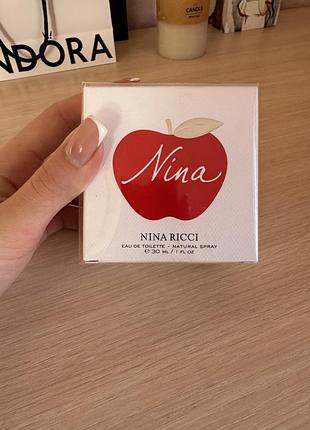 NDORA
CANDLE
Nina
NINA RICCI
EAU DE TOILETTE - NATURAL SPRAY
℮ 30 ML / 1 FL OZ